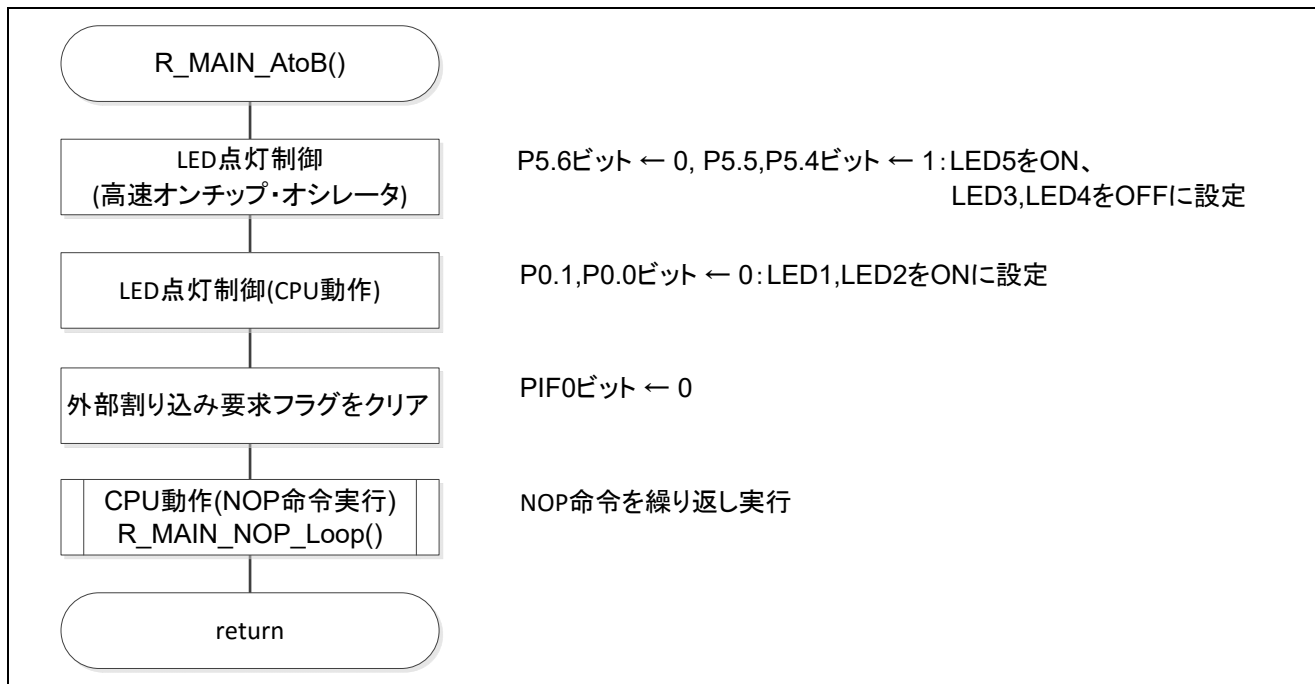 R_MAIN_AtoB()
LED点灯制御
(高速オンチップ・オシレータ)
P5.6ビット ← 0, P5.5,P5.4ビット ← 1:LED5をON、
LED3,LED4をOFFに設定
LED点灯制御(CPU動作)
P0.1,P0.0ビット ← 0:LED1,LED2をONに設定
外部割り込み要求フラグをクリア
PIF0ビット ← 0
CPU動作(NOP命令実行)
R_MAIN_NOP_Loop()
NOP命令を繰り返し実行
return